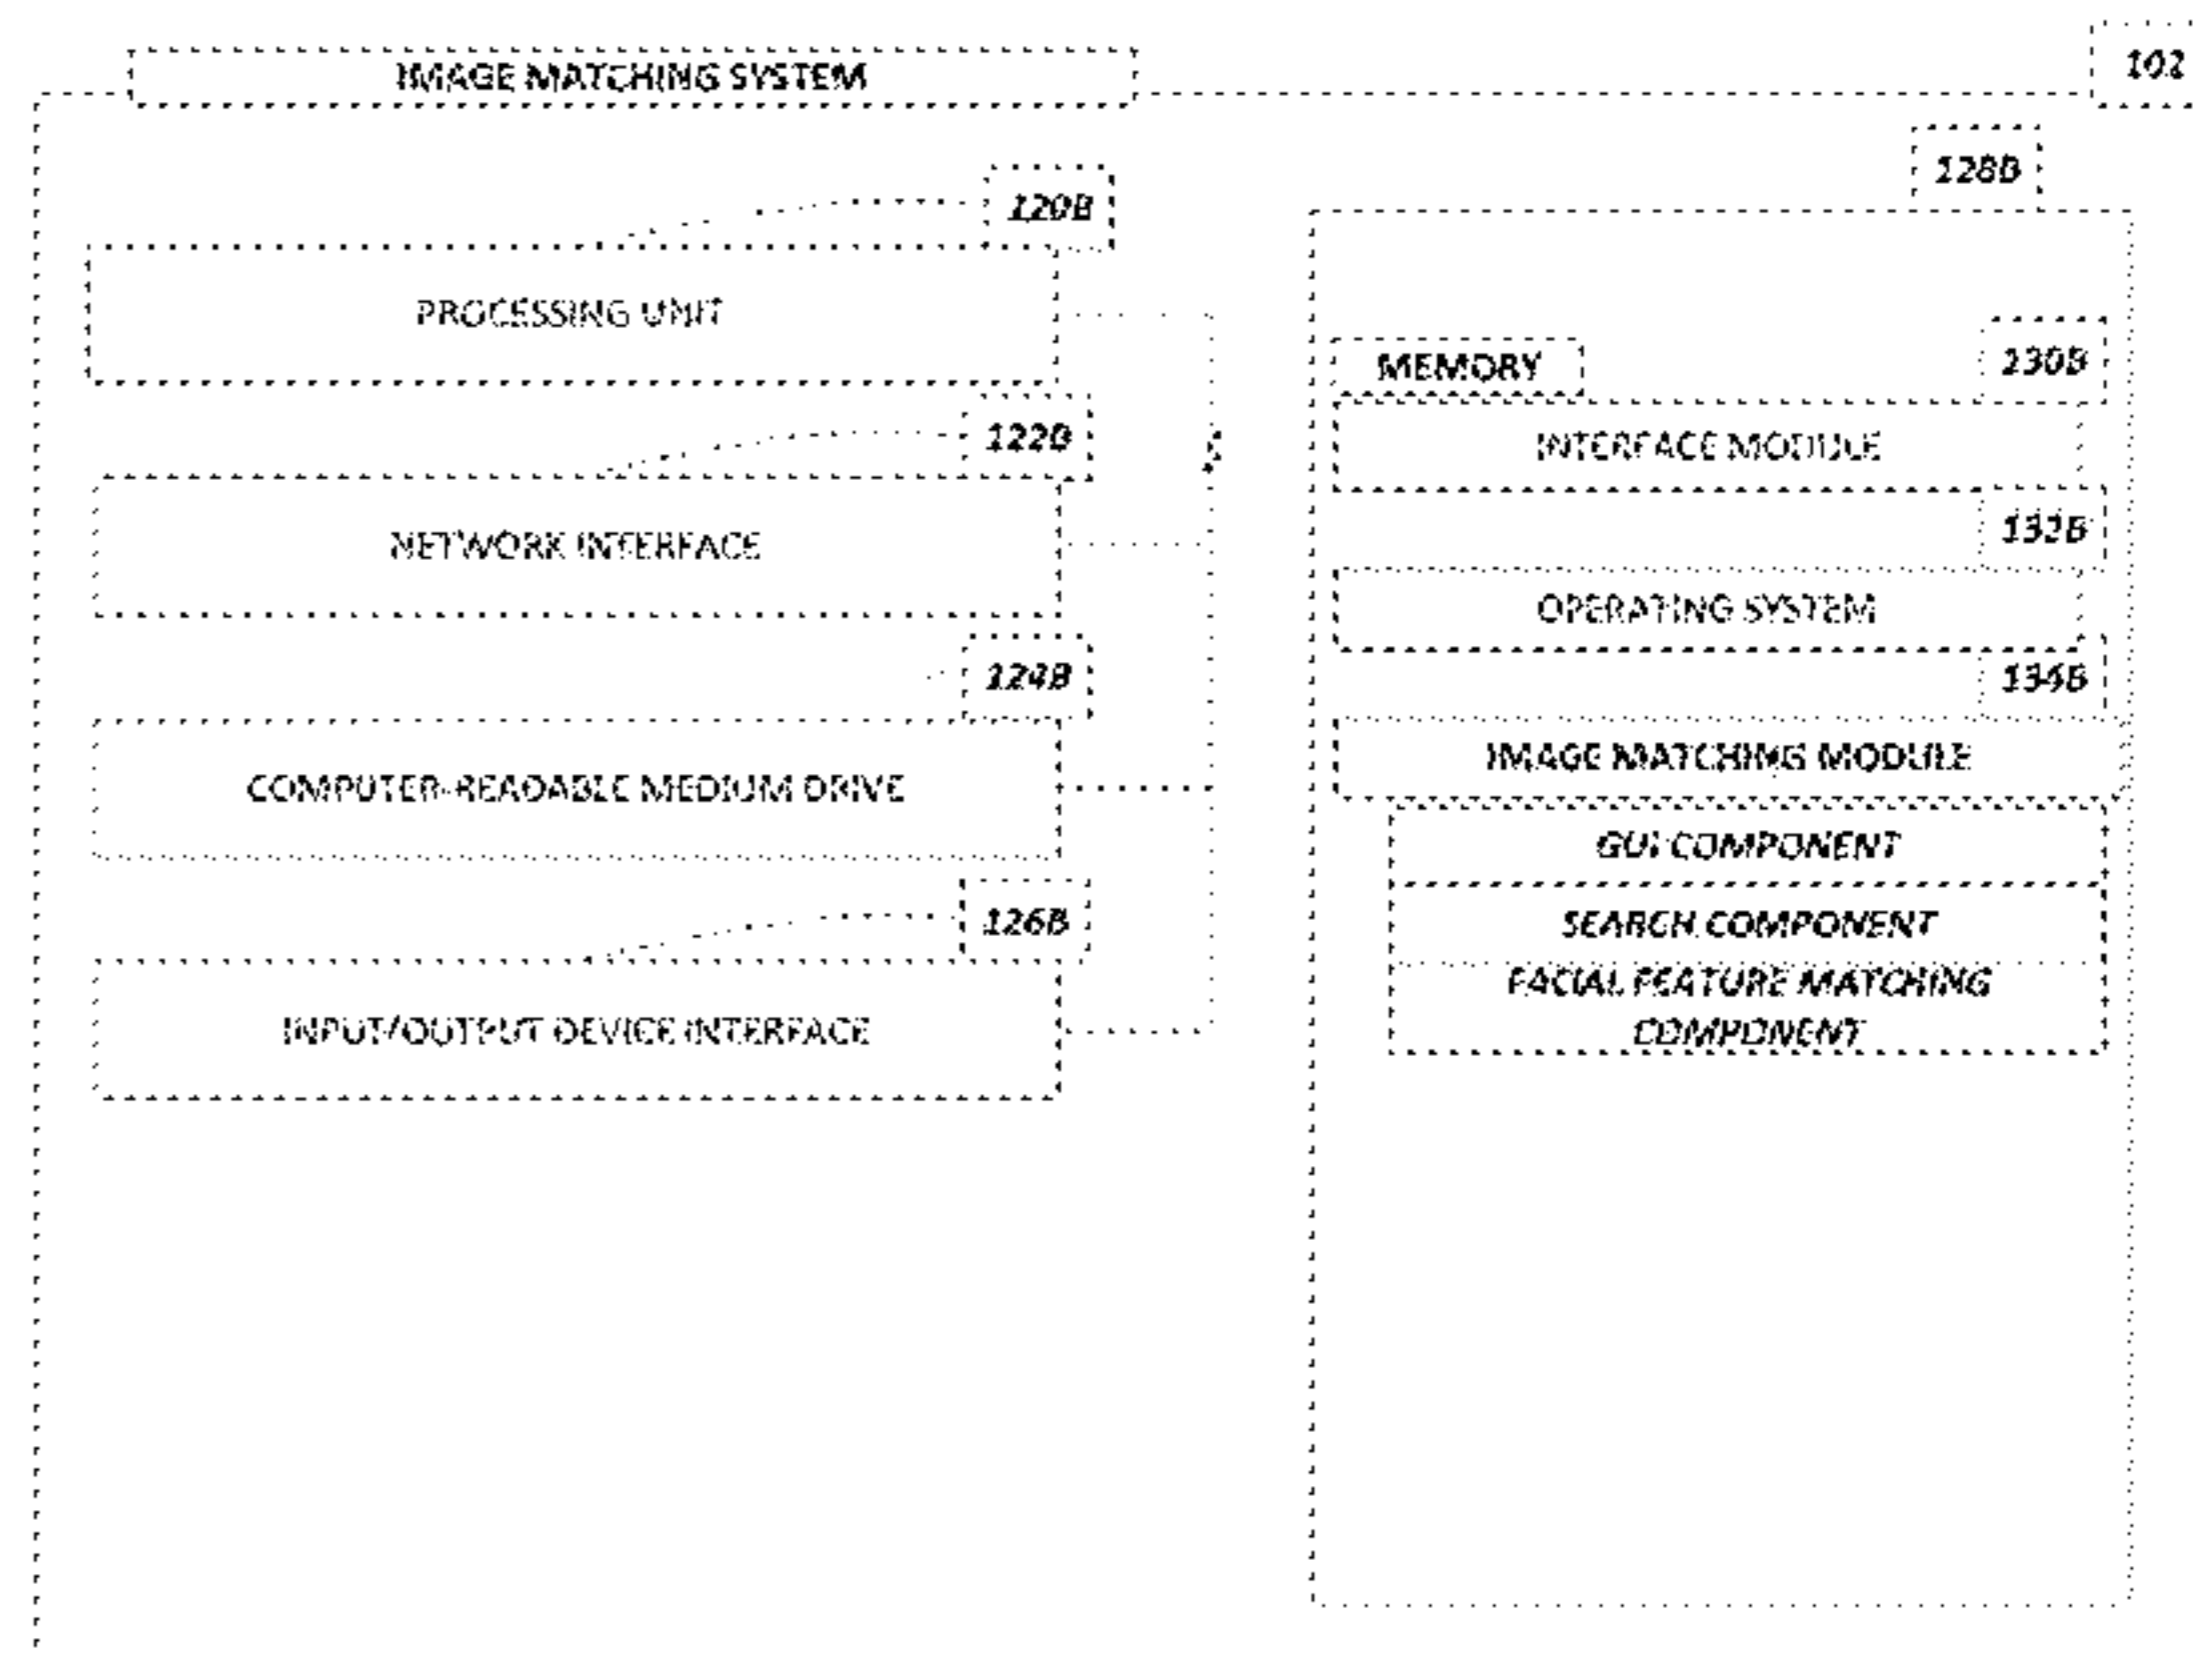 IMAGE MATCHING SYSTEM
102
128B
120B
PROCESSING UNIT
122B
NETWORK INTERFACE
124B
COMPUTER-READABLE MEDIUM DRIVE
126B
INPUT/OUTPUT DEVICE INTERFACE
MEMORY
130B
INTERFACE MODULE
132B
OPERATING SYSTEM
IMAGE MATCHING MODULE
GUI COMPONENT
SEARCH COMPONENT
FACIAL FEATURE MATCHING
COMPONENT